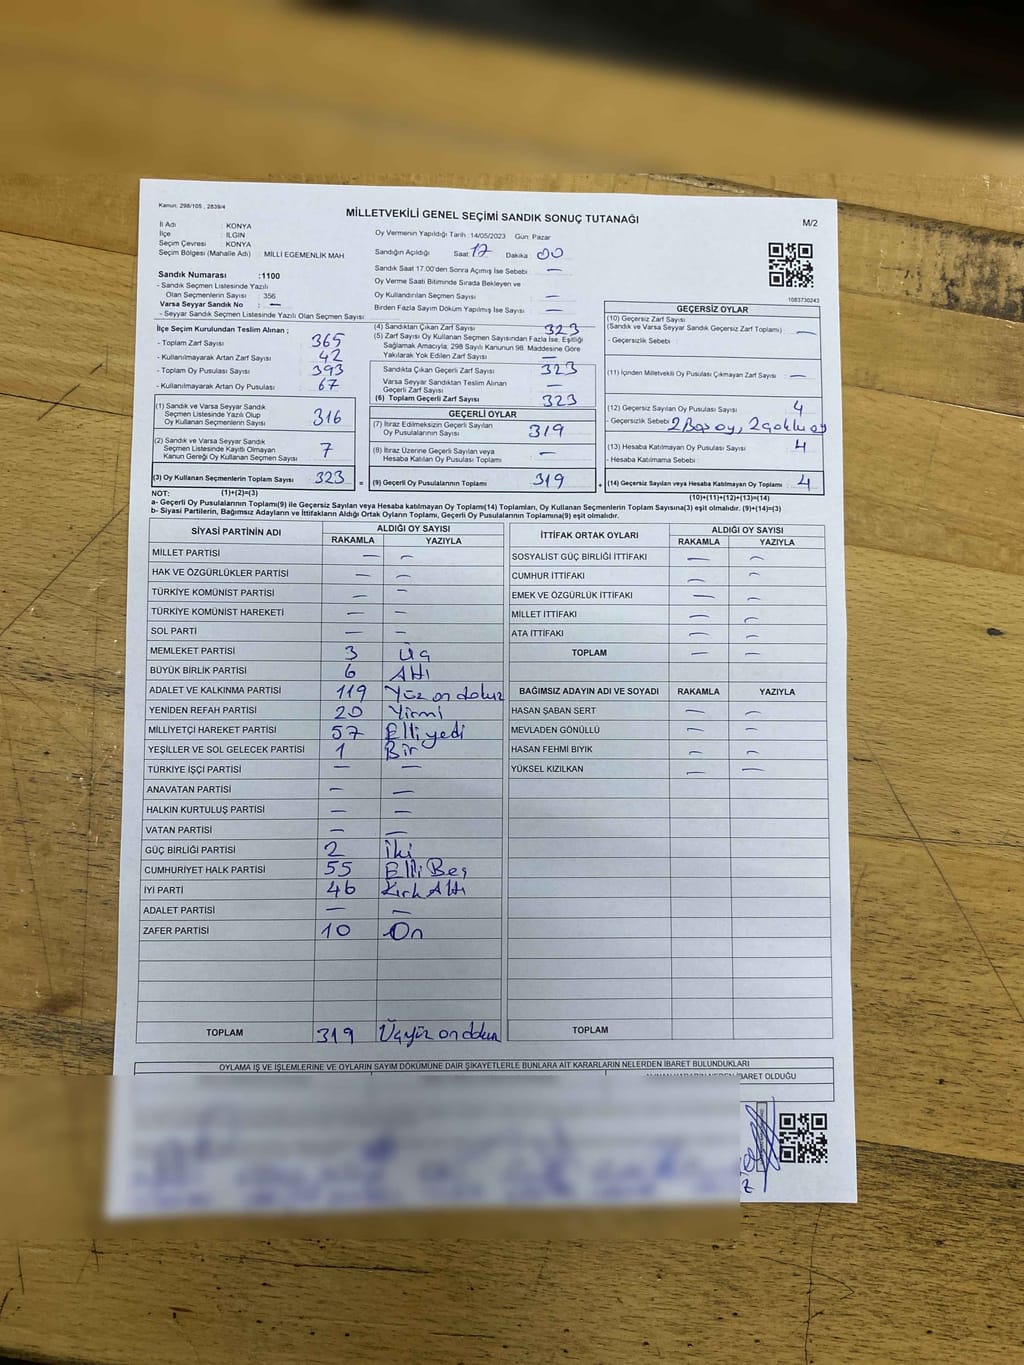 Kanun: 298/105 , 2839/4
MİLLETVEKİLİ GENEL SEÇİMİ SANDIK SONUÇ TUTANAĞI
M/2
İl Adı : KONYA
İlçe : ILGIN
Seçim Çevresi : KONYA
Seçim Bölgesi (Mahalle Adı) : MİLLİ EGEMENLİK MAH
Sandık Numarası :1100
- Sandık Seçmen Listesinde Yazılı
Olan Seçmenlerin Sayısı : 356
Varsa Seyyar Sandık No : —
- Seyyar Sandık Seçmen Listesinde Yazılı Olan Seçmen Sayısı:
Oy Vermenin Yapıldığı Tarih :14/05/2023 Gün: Pazar
Sandığın Açıldığı Saat: 17 Dakika 00
Sandık Saat 17.00'den Sonra Açımış İse Sebebi —
Oy Verme Saati Bitiminde Sırada Bekleyen ve
Oy Kullandırılan Seçmen Sayısı —
Birden Fazla Sayım Döküm Yapılmış İse Sayısı —
1083730243
İlçe Seçim Kurulundan Teslim Alınan ;
- Toplam Zarf Sayısı 365
- Kullanılmayarak Artan Zarf Sayısı 42
- Toplam Oy Pusulası Sayısı 393
- Kullanılmayarak Artan Oy Pusulası 67
(1) Sandık ve Varsa Seyyar Sandık
Seçmen Listesinde Yazılı Olup
Oy Kullanan Seçmenlerin Sayısı 316
(2) Sandık ve Varsa Seyyar Sandık
Seçmen Listesinde Kayıtlı Olmayan
Kanun Gereği Oy Kullanan Seçmen Sayısı 7
(3) Oy Kullanan Seçmenlerin Toplam Sayısı 323
(1)+(2)=(3)
(4) Sandıktan Çıkan Zarf Sayısı 323
(5) Zarf Sayısı Oy Kullanan Seçmen Sayısından Fazla İse, Eşitliği
Sağlamak Amacıyla; 298 Sayılı Kanunun 98. Maddesine Göre
Yakılarak Yok Edilen Zarf Sayısı —
Sandıkta Çıkan Geçerli Zarf Sayısı 323
Varsa Seyyar Sandıktan Teslim Alınan
Geçerli Zarf Sayısı —
(6) Toplam Geçerli Zarf Sayısı 323
GEÇERLİ OYLAR
(7) İtiraz Edilmeksizin Geçerli Sayılan
Oy Pusulalarının Sayısı 319
(8) İtiraz Üzerine Geçerli Sayılan veya
Hesaba Katılan Oy Pusulası Toplamı —
= (9) Geçerli Oy Pusulalarının Toplamı 319 +
GEÇERSİZ OYLAR
(10) Geçersiz Zarf Sayısı
(Sandık ve Varsa Seyyar Sandık Geçersiz Zarf Toplamı) : —
- Geçersizlik Sebebi :
(11) İçinden Milletvekili Oy Pusulası Çıkmayan Zarf Sayısı : —
(12) Geçersiz Sayılan Oy Pusulası Sayısı 4
- Geçersizlik Sebebi 2 Boş oy, 2 çoklu oy
(13) Hesaba Katılmayan Oy Pusulası Sayısı 4
- Hesaba Katılmama Sebebi
(14) Geçersiz Sayılan veya Hesaba Katılmayan Oy Toplamı : 4
(10)+(11)+(12)+(13)=(14)
NOT:
a- Geçerli Oy Pusulalarının Toplamı(9) ile Geçersiz Sayılan veya Hesaba katılmayan Oy Toplamı(14) Toplamları, Oy Kullanan Seçmenlerin Toplam Sayısına(3) eşit olmalıdır. (9)+(14)=(3)
b- Siyasi Partilerin, Bağımsız Adayların ve İttifakların Aldığı Ortak Oyların Toplamı, Geçerli Oy Pusulalarının Toplamına(9) eşit olmalıdır.
SİYASİ PARTİNİN ADI ALDIĞI OY SAYISI
RAKAMLA YAZIYLA
MİLLET PARTİSİ — —
HAK VE ÖZGÜRLÜKLER PARTİSİ — —
TÜRKİYE KOMÜNİST PARTİSİ — —
TÜRKİYE KOMÜNİST HAREKETİ — —
SOL PARTİ — —
MEMLEKET PARTİSİ 3 Üç
BÜYÜK BİRLİK PARTİSİ 6 Altı
ADALET VE KALKINMA PARTİSİ 119 Yüz on dokuz
YENİDEN REFAH PARTİSİ 20 Yirmi
MİLLİYETÇİ HAREKET PARTİSİ 57 Elli yedi
YEŞİLLER VE SOL GELECEK PARTİSİ 1 Bir
TÜRKİYE İŞÇİ PARTİSİ — —
ANAVATAN PARTİSİ — —
HALKIN KURTULUŞ PARTİSİ — —
VATAN PARTİSİ — —
GÜÇ BİRLİĞİ PARTİSİ 2 İki
CUMHURİYET HALK PARTİSİ 55 Elli Beş
İYİ PARTİ 46 Kırk Altı
ADALET PARTİSİ — —
ZAFER PARTİSİ 10 On
TOPLAM 319 Üçyüz on dokuz
İTTİFAK ORTAK OYLARI ALDIĞI OY SAYISI
RAKAMLA YAZIYLA
SOSYALİST GÜÇ BİRLİĞİ İTTİFAKI — —
CUMHUR İTTİFAKI — —
EMEK VE ÖZGÜRLÜK İTTİFAKI — —
MİLLET İTTİFAKI — —
ATA İTTİFAKI — —
TOPLAM — —
BAĞIMSIZ ADAYIN ADI VE SOYADI RAKAMLA YAZIYLA
HASAN ŞABAN SERT — —
MEVLADEN GÖNÜLLÜ — —
HASAN FEHMİ BIYIK — —
YÜKSEL KIZILKAN — —
TOPLAM
OYLAMA İŞ VE İŞLEMLERİNE VE OYLARIN SAYIM DÖKÜMÜNE DAİR ŞİKAYETLERLE BUNLARA AİT KARARLARIN NELERDEN İBARET BULUNDUKLARI
İBARET OLDUĞU